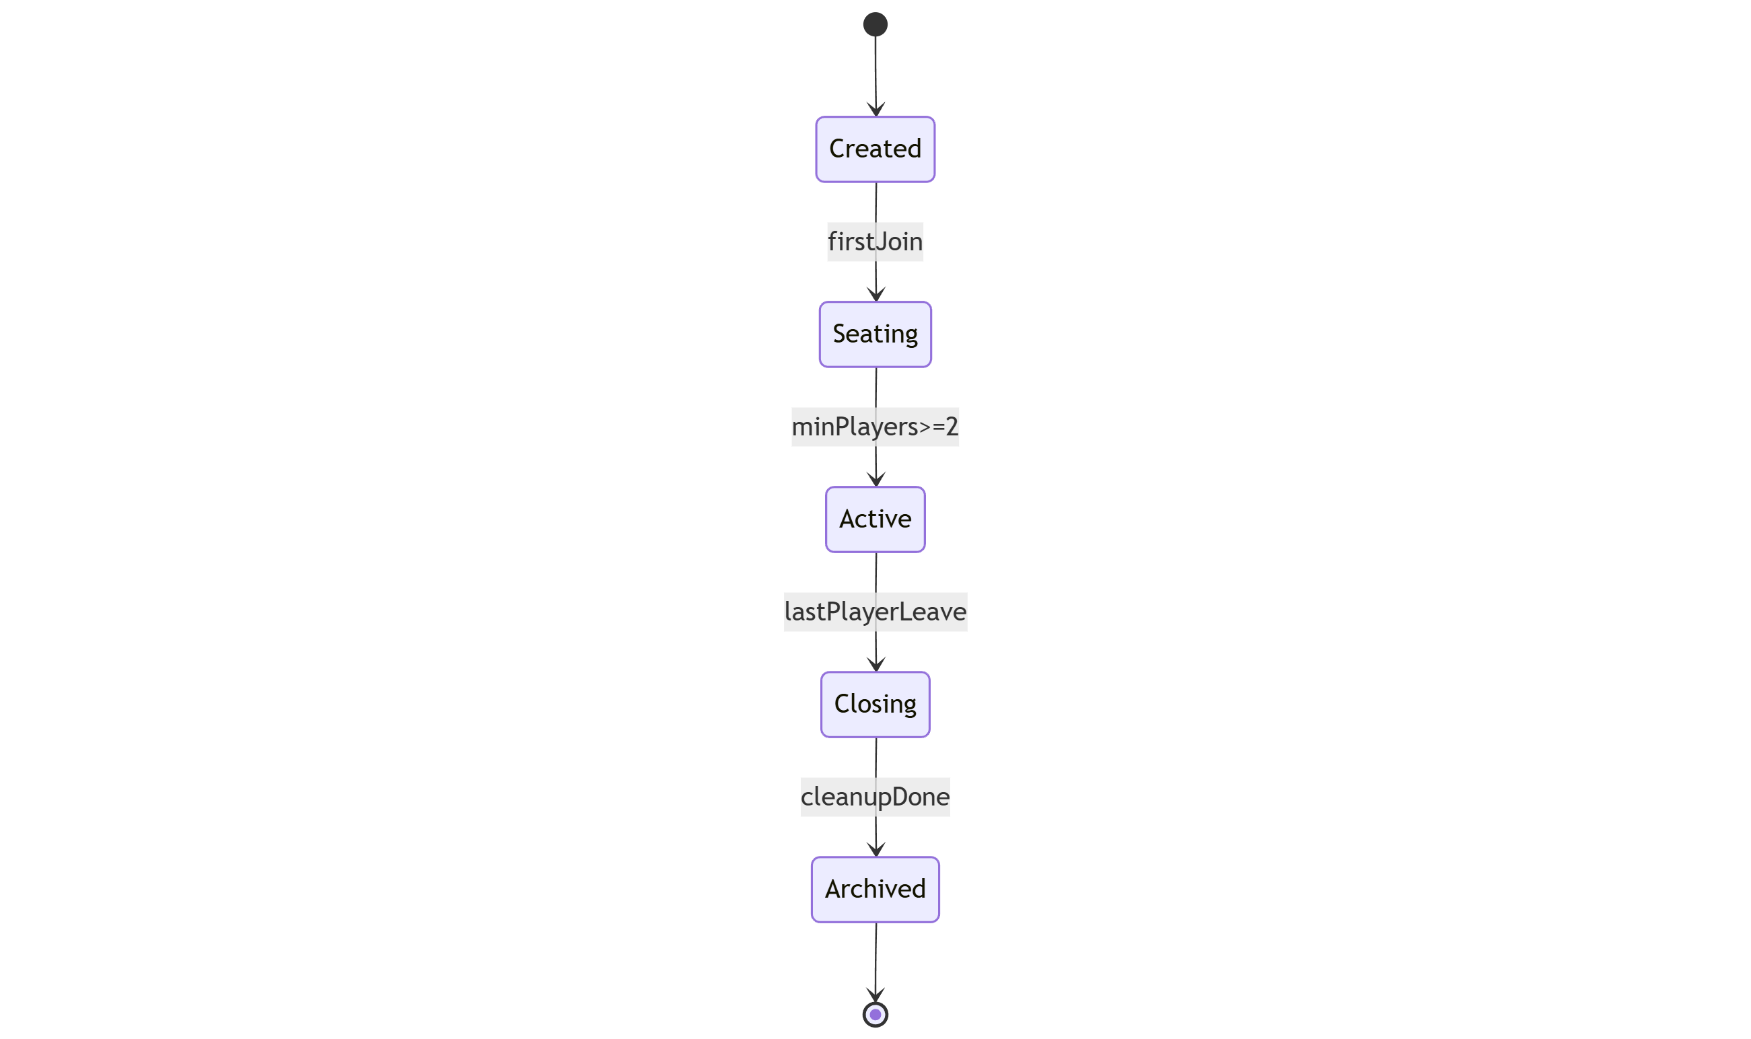 Created
firstJoin
Seating
minPlayers>=2
Active
lastPlayerLeave
Closing
cleanupDone
Archived